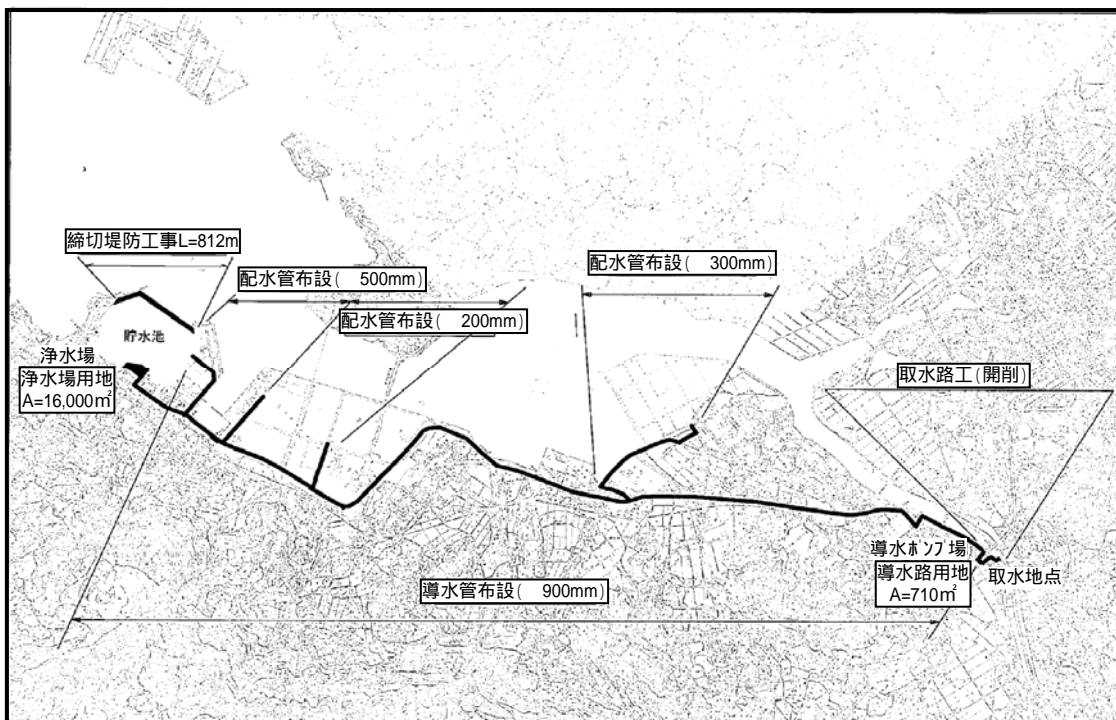 締切堤防工事L=812m
配水管布設(　500mm)
配水管布設(　300mm)
配水管布設(　200mm)
貯水池
浄水場
浄水場用地
A=16,000㎡
取水路工(開削)
導水ﾎﾟﾝﾌﾟ場
導水路用地
A=710㎡
取水地点
導水管布設(　900mm)